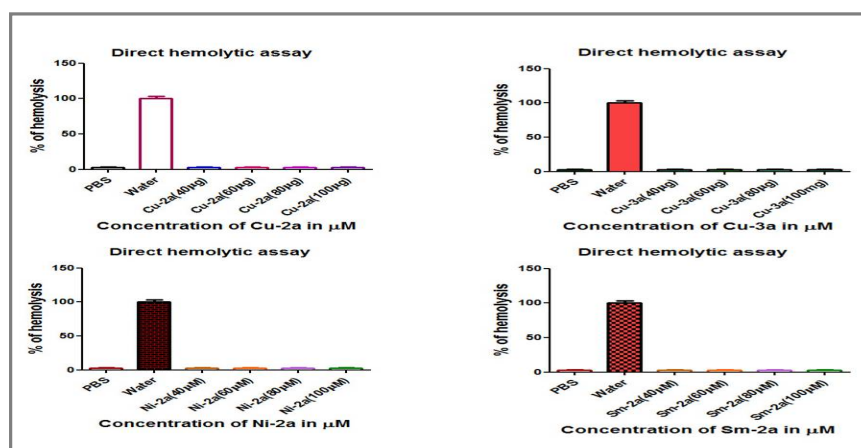 Direct hemolytic assay
% of hemolysis
150
100
50
0
PBS
Water
Cu-2a(40µg)
Cu-2a(60µg)
Cu-2a(80µg)
Cu-2a(100µg)
Concentration of Cu-2a in µM
Direct hemolytic assay
% of hemolysis
150
100
50
0
PBS
Water
Cu-3a(40µg)
Cu-3a(60µg)
Cu-3a(80µg)
Cu-3a(100mg)
Concentration of Cu-3a in µM
Direct hemolytic assay
% of hemolysis
150
100
50
0
PBS
Water
Ni-2a(40µM)
Ni-2a(60µM)
Ni-2a(80µM)
Ni-2a(100µM)
Concentration of Ni-2a in µM
Direct hemolytic assay
% of hemolysis
150
100
50
0
PBS
Water
Sm-2a(40µM)
Sm-2a(60µM)
Sm-2a(80µM)
Sm-2a(100µM)
Concentration of Sm-2a in µM